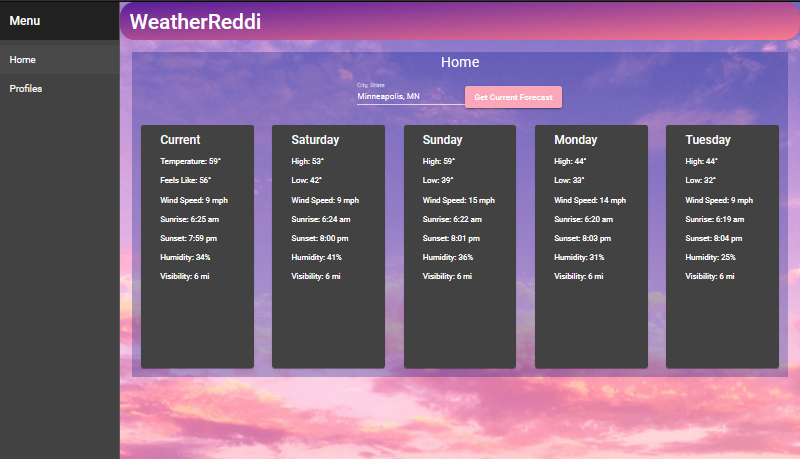 Menu
WeatherReddi
Home
Profiles
Home
City, State
Minneapolis, MN
Get Current Forecast
Current
Temperature: 59°
Feels Like: 56°
Wind Speed: 9 mph
Sunrise: 6:25 am
Sunset: 7:59 pm
Humidity: 34%
Visibility: 6 mi
Saturday
High: 53°
Low: 42°
Wind Speed: 9 mph
Sunrise: 6:24 am
Sunset: 8:00 pm
Humidity: 41%
Visibility: 6 mi
Sunday
High: 59°
Low: 39°
Wind Speed: 15 mph
Sunrise: 6:22 am
Sunset: 8:01 pm
Humidity: 36%
Visibility: 6 mi
Monday
High: 44°
Low: 33°
Wind Speed: 14 mph
Sunrise: 6:20 am
Sunset: 8:03 pm
Humidity: 31%
Visibility: 6 mi
Tuesday
High: 44°
Low: 32°
Wind Speed: 9 mph
Sunrise: 6:19 am
Sunset: 8:04 pm
Humidity: 25%
Visibility: 6 mi